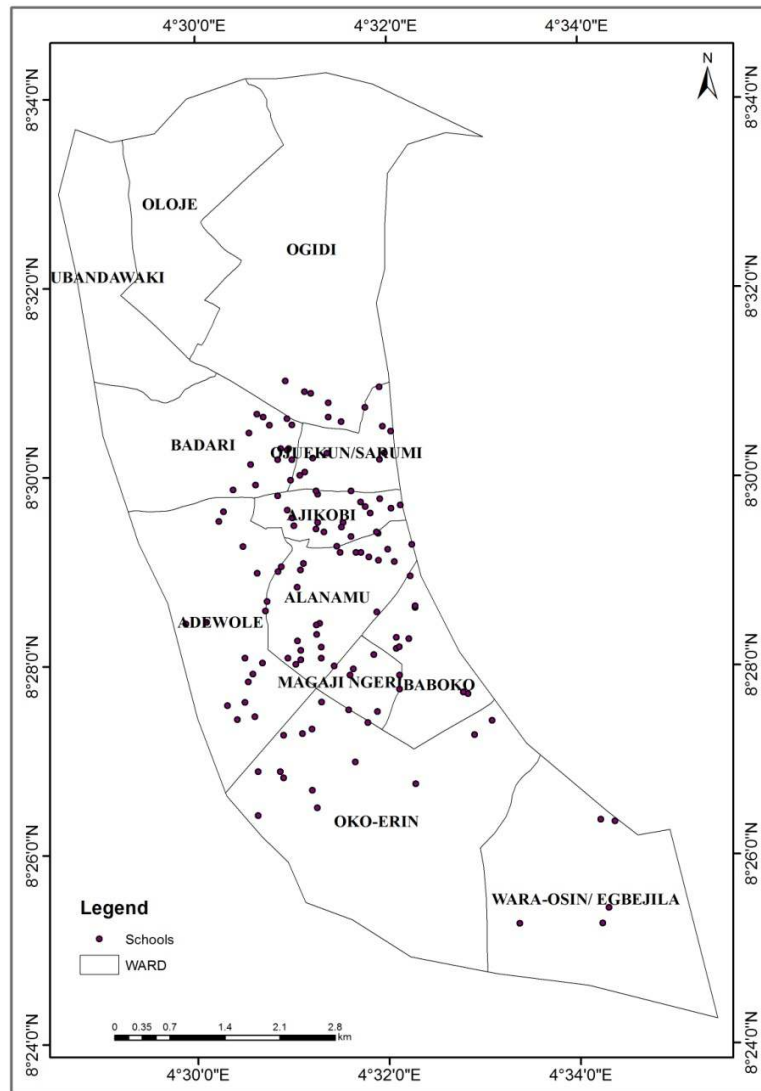 4°30'0"E 4°32'0"E 4°34'0"E
N
8°34'0"N 8°34'0"N
OLOJE
OGIDI
UBANDAWAKI
8°32'0"N 8°32'0"N
BADARI
OJUEKUN/SARUMI
8°30'0"N 8°30'0"N
AJIKOBI
ALANAMU
ADEWOLE
8°28'0"N 8°28'0"N
MAGAJI NGERI
BABOKO
OKO-ERIN
8°26'0"N 8°26'0"N
WARA-OSIN/ EGBEJILA
Legend
Schools
WARD
0 0.35 0.7 1.4 2.1 2.8
km
8°24'0"N 8°24'0"N
4°30'0"E 4°32'0"E 4°34'0"E